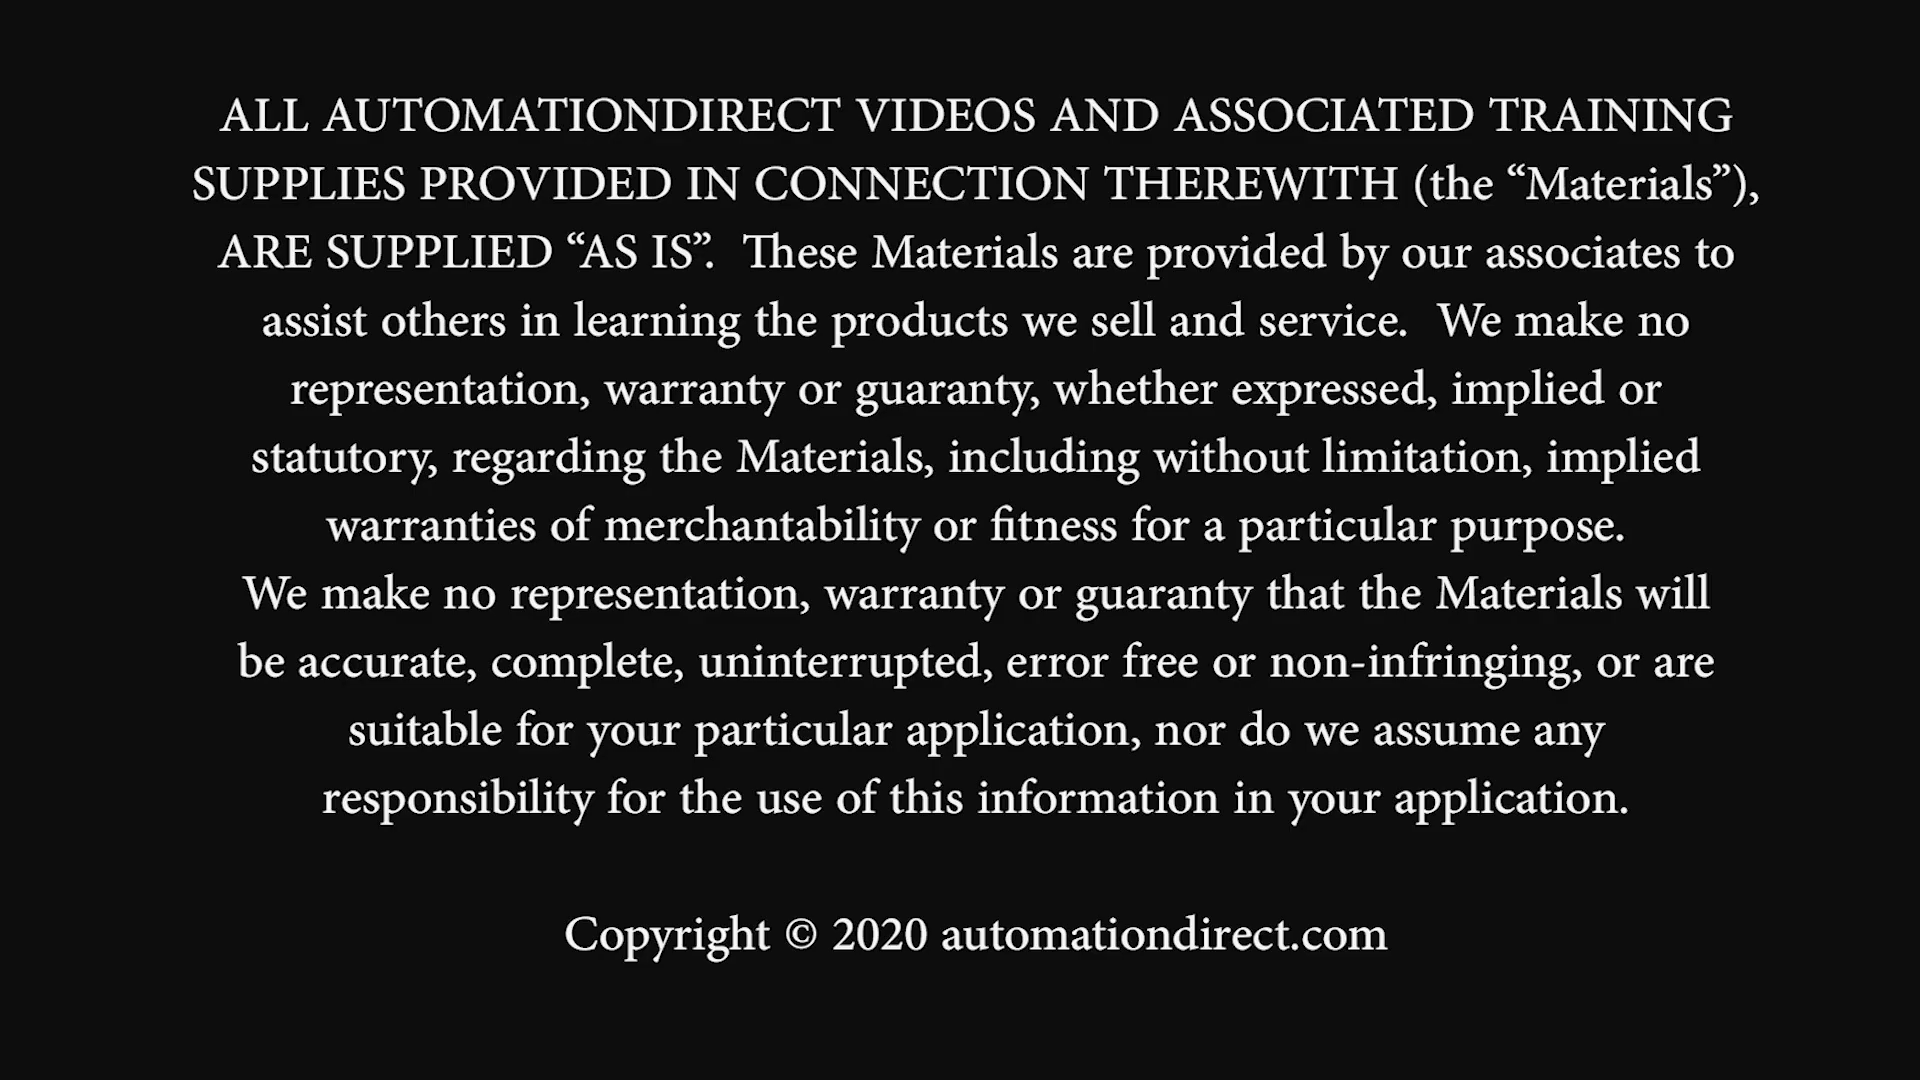 ALL AUTOMATIONDIRECT VIDEOS AND ASSOCIATED TRAINING
SUPPLIES PROVIDED IN CONNECTION THEREWITH (the “Materials”),
ARE SUPPLIED “AS IS”.  These Materials are provided by our associates to
assist others in learning the products we sell and service.  We make no
representation, warranty or guaranty, whether expressed, implied or
statutory, regarding the Materials, including without limitation, implied
warranties of merchantability or fitness for a particular purpose.
We make no representation, warranty or guaranty that the Materials will
be accurate, complete, uninterrupted, error free or non-infringing, or are
suitable for your particular application, nor do we assume any
responsibility for the use of this information in your application.
Copyright © 2020 automationdirect.com